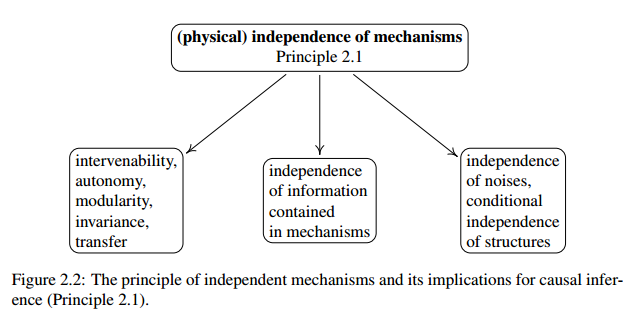 (physical) independence of mechanisms
Principle 2.1
intervenability,
autonomy,
modularity,
invariance,
transfer
independence
of information
contained
in mechanisms
independence
of noises,
conditional
independence
of structures
Figure 2.2: The principle of independent mechanisms and its implications for causal infer-
ence (Principle 2.1).